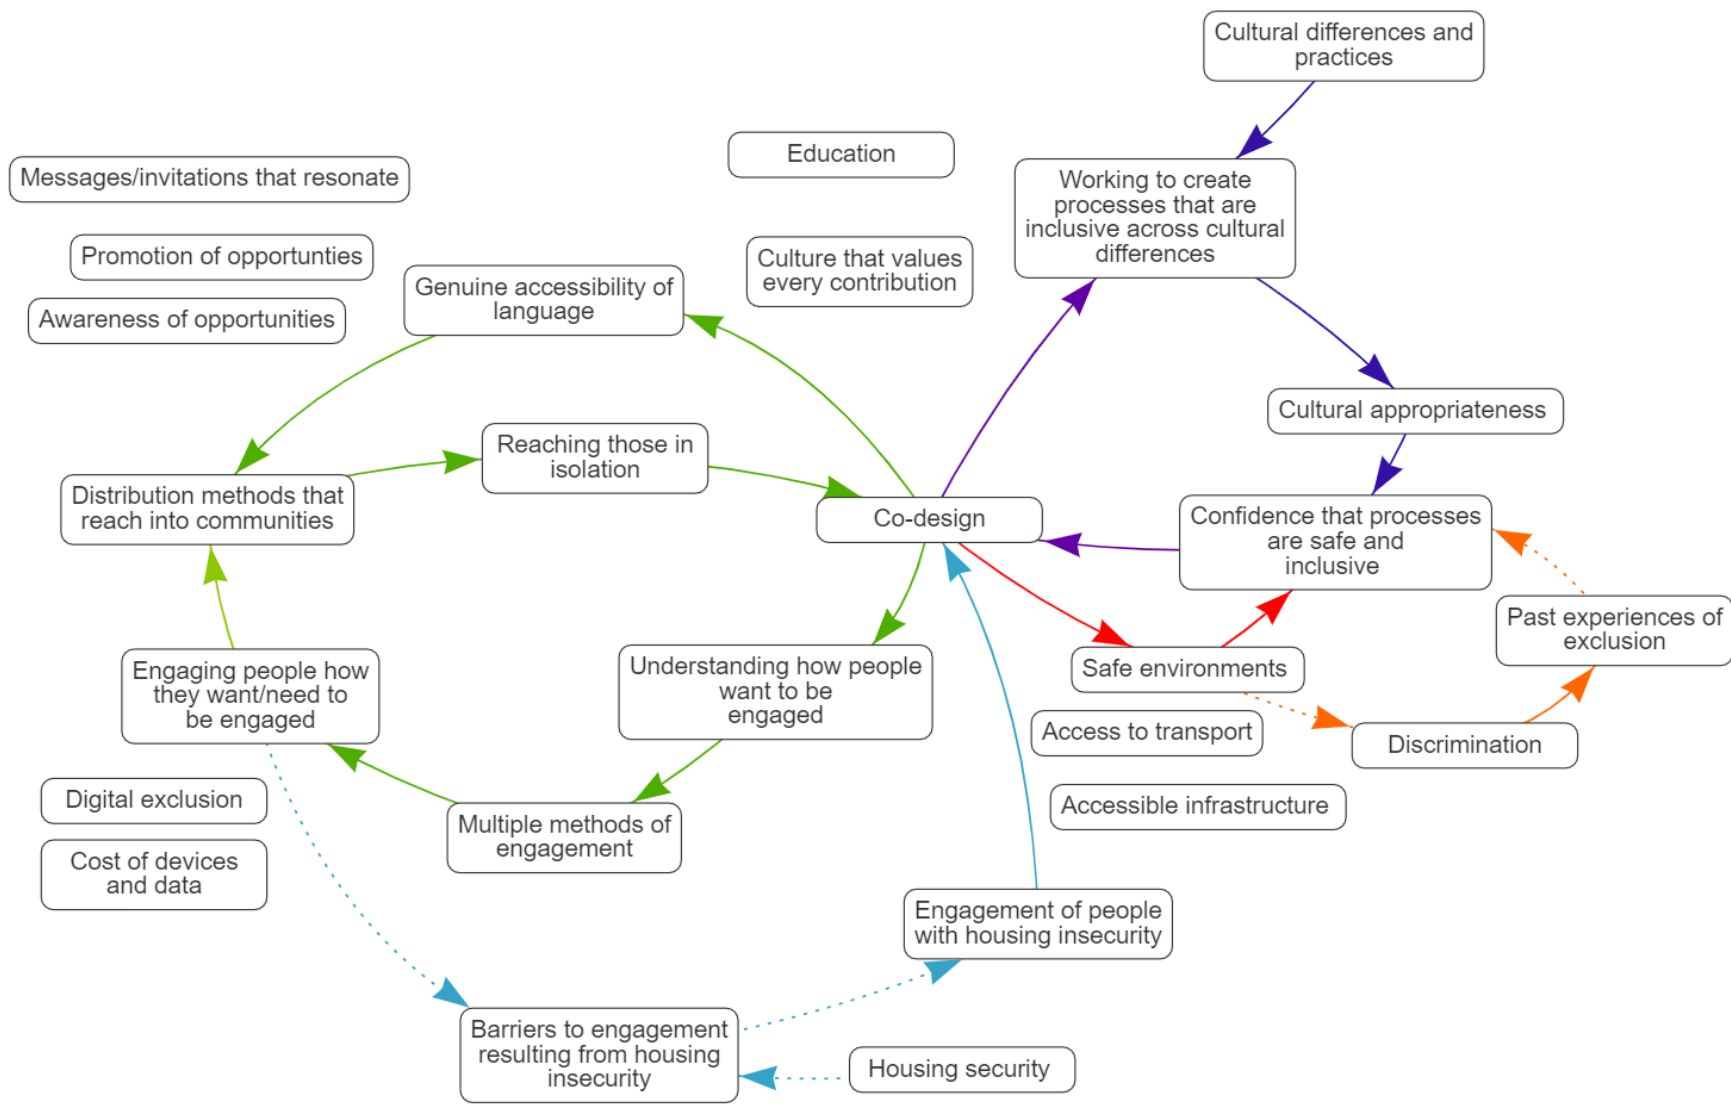 Cultural differences and
practices
Education
Messages/invitations that resonate
Working to create
processes that are
inclusive across cultural
differences
Promotion of opportunties
Culture that values
every contribution
Genuine accessibility of
language
Awareness of opportunities
Cultural appropriateness
Reaching those in
isolation
Distribution methods that
reach into communities
Co-design
Confidence that processes
are safe and
inclusive
Past experiences of
exclusion
Engaging people how
they want/need to
be engaged
Understanding how people
want to be
engaged
Safe environments
Access to transport
Discrimination
Digital exclusion
Accessible infrastructure
Multiple methods of
engagement
Cost of devices
and data
Engagement of people
with housing insecurity
Barriers to engagement
resulting from housing
insecurity
Housing security